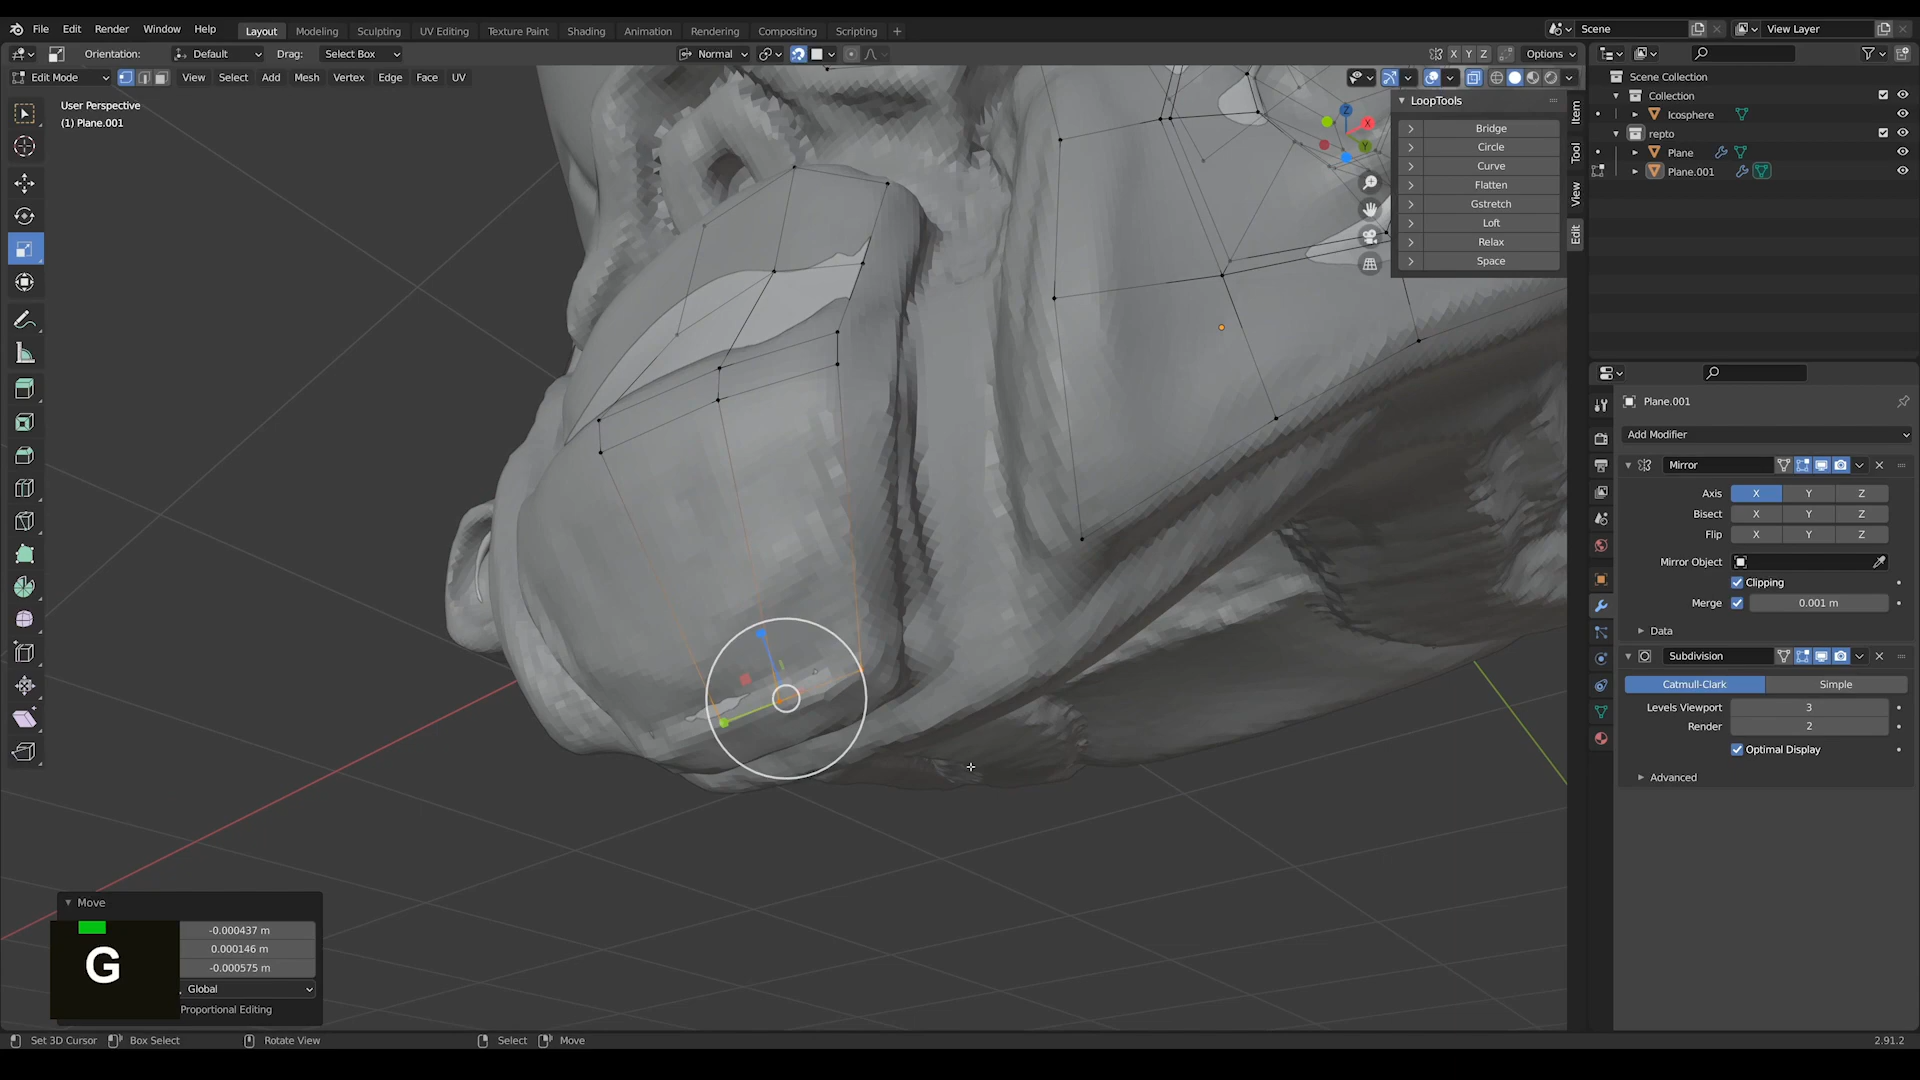 File Edit Render Window Help Layout Modeling Sculpting UV Editing Texture Paint Shading Animation Rendering Compositing Scripting + Scene View Layer
Orientation: Default Drag: Select Box Normal X Y Z Options
Edit Mode View Select Add Mesh Vertex Edge Face UV
User Perspective
(1) Plane.001
LoopTools
Bridge
Circle
Curve
Flatten
Gstretch
Loft
Relax
Space
Item
Tool
View
Edit
Z
X
Y
Scene Collection
Collection
Icosphere
repto
Plane
Plane.001
Plane.001
Add Modifier
Mirror
Axis X Y Z
Bisect X Y Z
Flip X Y Z
Mirror Object
Clipping
Merge 0.001 m
Data
Subdivision
Catmull-Clark Simple
Levels Viewport 3
Render 2
Optimal Display
Advanced
Move
-0.000437 m
0.000146 m
-0.000575 m
G
Global
Proportional Editing
Set 3D Cursor Box Select Rotate View Select Move 2.91.2